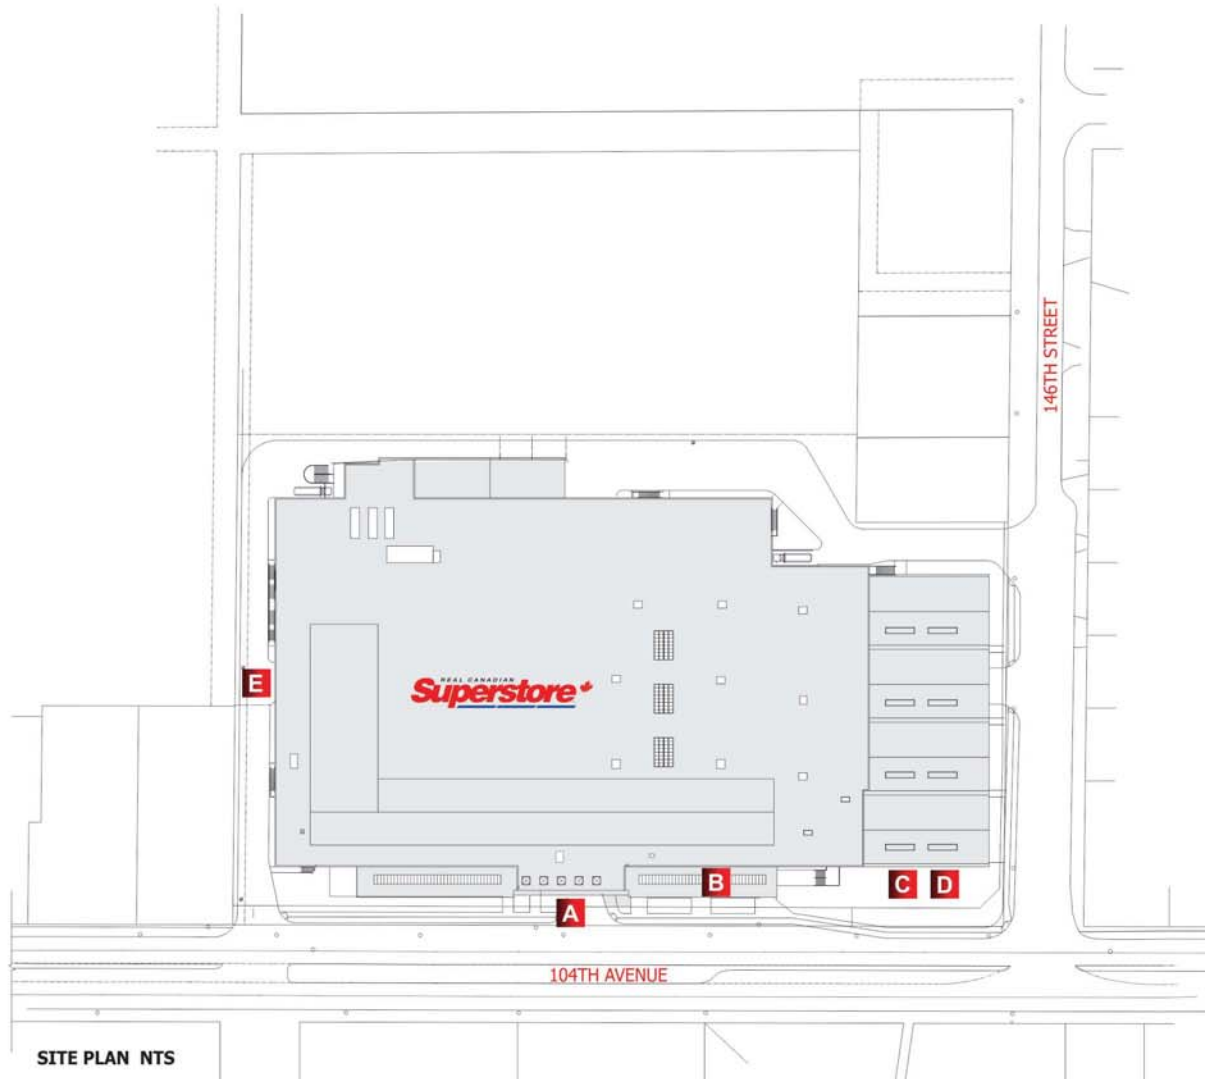 146TH STREET
E
REAL CANADIAN
Superstore
B
C
D
A
104TH AVENUE
SITE PLAN NTS